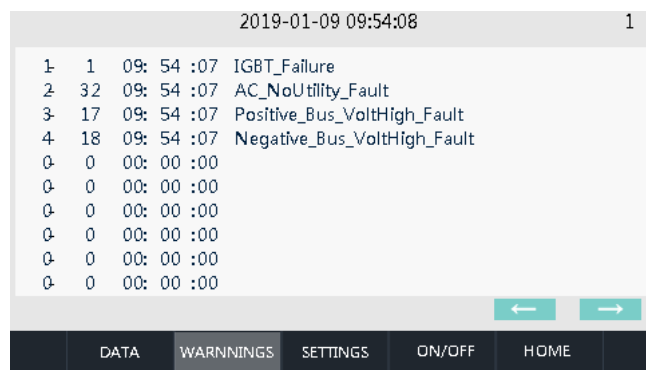 2019-01-09 09:54:08 1
1- 1 09: 54 :07 IGBT_Failure
2- 32 09: 54 :07 AC_NoUtility_Fault
3- 17 09: 54 :07 Positive_Bus_VoltHigh_Fault
4- 18 09: 54 :07 Negative_Bus_VoltHigh_Fault
0- 0 00: 00 :00
0- 0 00: 00 :00
0- 0 00: 00 :00
0- 0 00: 00 :00
0- 0 00: 00 :00
0- 0 00: 00 :00
← →
DATA WARNNINGS SETTINGS ON/OFF HOME